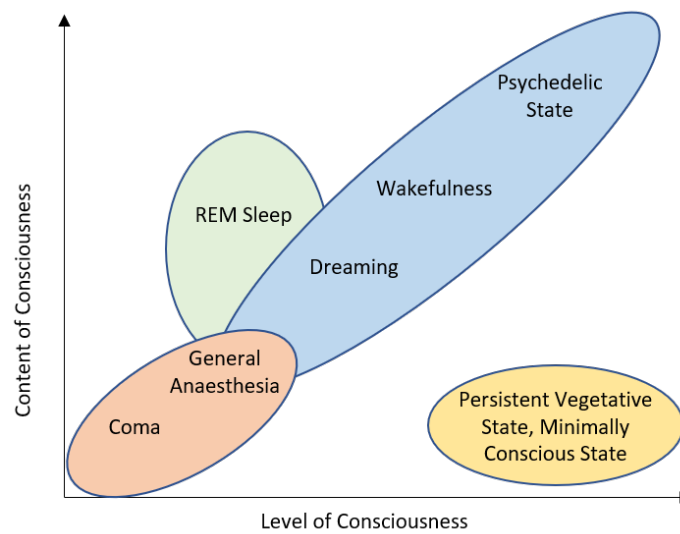 Content of Consciousness
Psychedelic
State
Wakefulness
REM Sleep
Dreaming
General
Anaesthesia
Coma
Persistent Vegetative
State, Minimally
Conscious State
Level of Consciousness